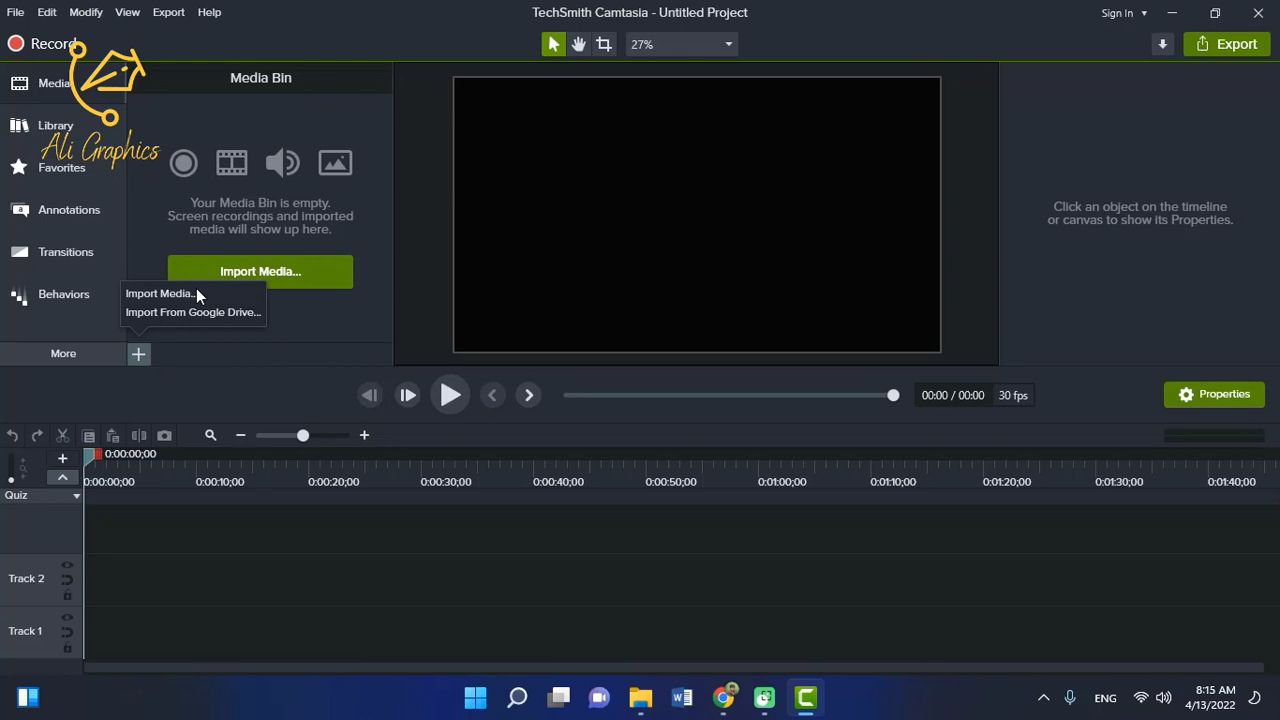 File Edit Modify View Export Help
TechSmith Camtasia - Untitled Project
Sign In
Record
27%
Export
Media
Media Bin
Library
Ali Graphics
Favorites
Your Media Bin is empty.
Screen recordings and imported
media will show up here.
Annotations
Click an object on the timeline
or canvas to show its Properties.
Transitions
Import Media...
Behaviors
Import Media...
Import From Google Drive...
More
00:00 / 00:00 30 fps
Properties
0:00:00;00
0:00:00;00 0:00:10;00 0:00:20;00 0:00:30;00 0:00:40;00 0:00:50;00 0:01:00;00 0:01:10;00 0:01:20;00 0:01:30;00 0:01:40;00
Quiz
Track 2
Track 1
ENG
8:15 AM
4/13/2022